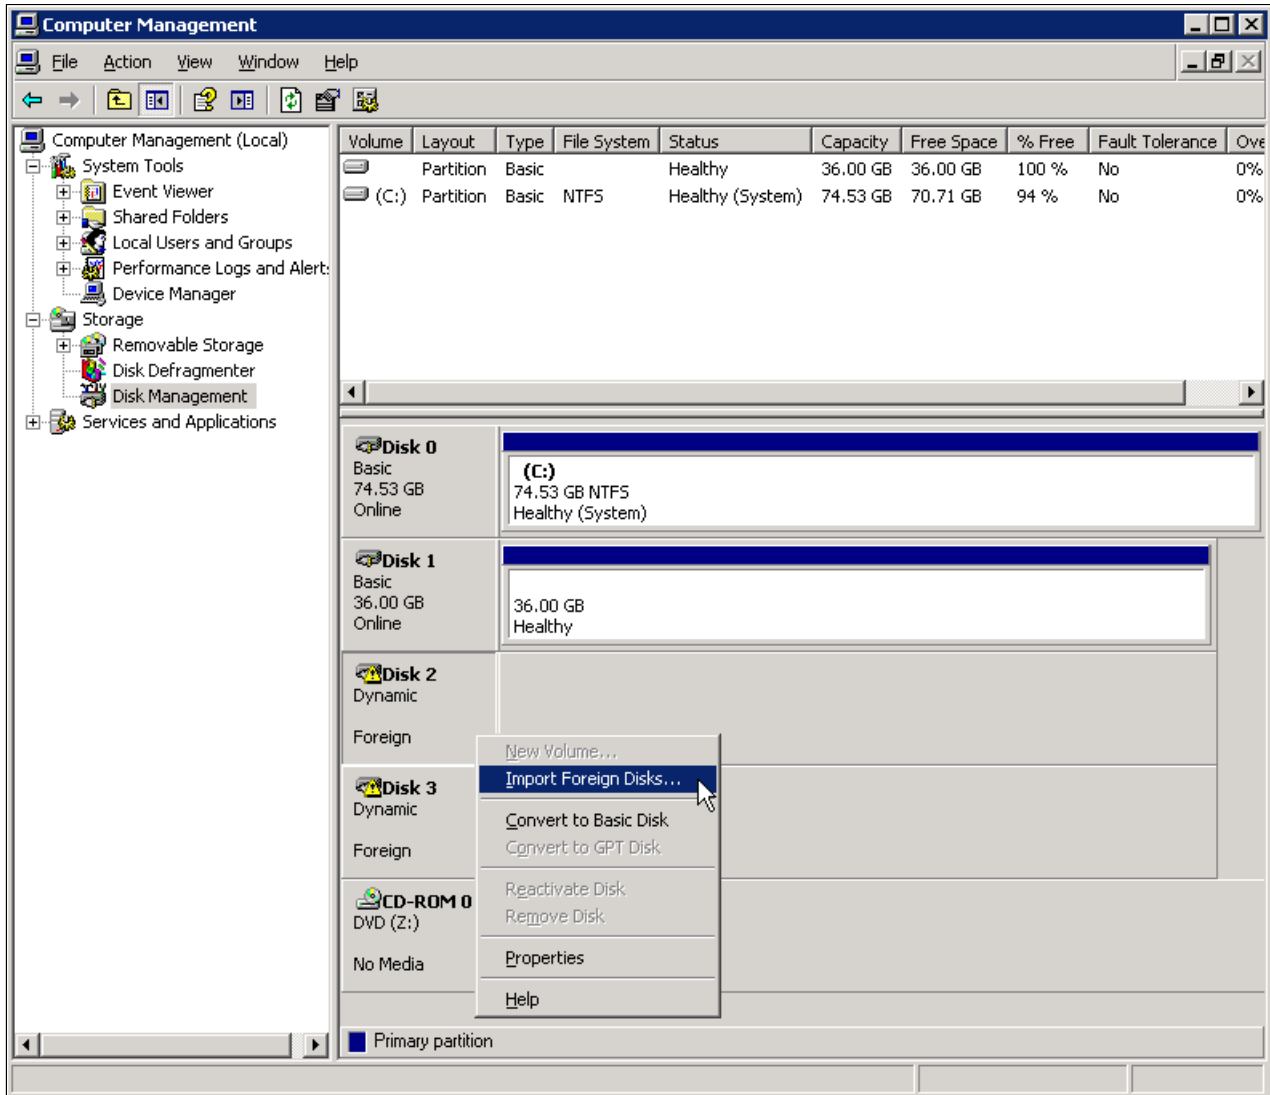 Computer Management
File Action View Window Help
Computer Management (Local)
System Tools
Event Viewer
Shared Folders
Local Users and Groups
Performance Logs and Alert
Device Manager
Storage
Removable Storage
Disk Defragmenter
Disk Management
Services and Applications
Volume Layout Type File System Status Capacity Free Space % Free Fault Tolerance Ove
Partition Basic Healthy 36.00 GB 36.00 GB 100 % No 0%
(C:) Partition Basic NTFS Healthy (System) 74.53 GB 70.71 GB 94 % No 0%
Disk 0
Basic
74.53 GB
Online
(C:)
74.53 GB NTFS
Healthy (System)
Disk 1
Basic
36.00 GB
Online
36.00 GB
Healthy
Disk 2
Dynamic
Foreign
Disk 3
Dynamic
Foreign
CD-ROM 0
DVD (Z:)
No Media
New Volume...
Import Foreign Disks...
Convert to Basic Disk
Convert to GPT Disk
Reactivate Disk
Remove Disk
Properties
Help
Primary partition